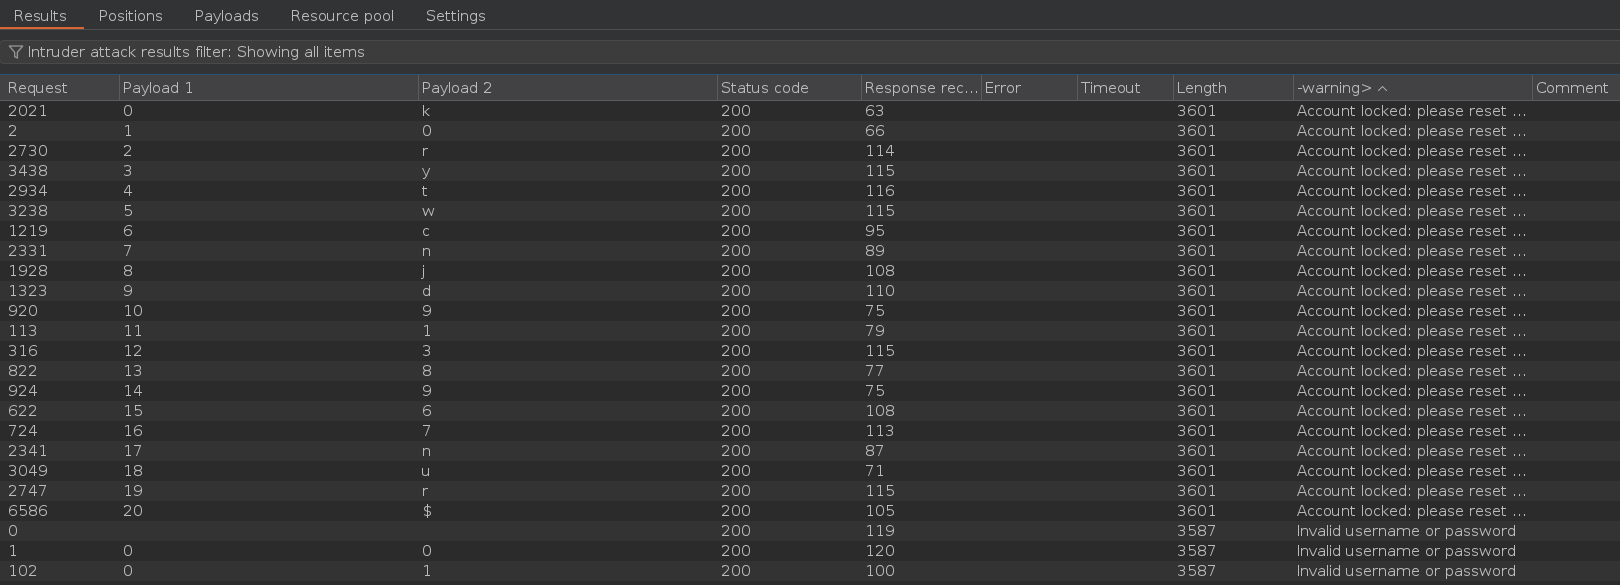 Results Positions Payloads Resource pool Settings
Intruder attack results filter: Showing all items
Request Payload 1 Payload 2 Status code Response rec... Error Timeout Length -warning> Comment
2021 0 k 200 63 3601 Account locked: please reset ...
2 1 0 200 66 3601 Account locked: please reset ...
2730 2 r 200 114 3601 Account locked: please reset ...
3438 3 y 200 115 3601 Account locked: please reset ...
2934 4 t 200 116 3601 Account locked: please reset ...
3238 5 w 200 115 3601 Account locked: please reset ...
1219 6 c 200 95 3601 Account locked: please reset ...
2331 7 n 200 89 3601 Account locked: please reset ...
1928 8 j 200 108 3601 Account locked: please reset ...
1323 9 d 200 110 3601 Account locked: please reset ...
920 10 9 200 75 3601 Account locked: please reset ...
113 11 1 200 79 3601 Account locked: please reset ...
316 12 3 200 115 3601 Account locked: please reset ...
822 13 8 200 77 3601 Account locked: please reset ...
924 14 9 200 75 3601 Account locked: please reset ...
622 15 6 200 108 3601 Account locked: please reset ...
724 16 7 200 113 3601 Account locked: please reset ...
2341 17 n 200 87 3601 Account locked: please reset ...
3049 18 u 200 71 3601 Account locked: please reset ...
2747 19 r 200 115 3601 Account locked: please reset ...
6586 20 $ 200 105 3601 Account locked: please reset ...
0 200 119 3587 Invalid username or password
1 0 0 200 120 3587 Invalid username or password
102 0 1 200 100 3587 Invalid username or password